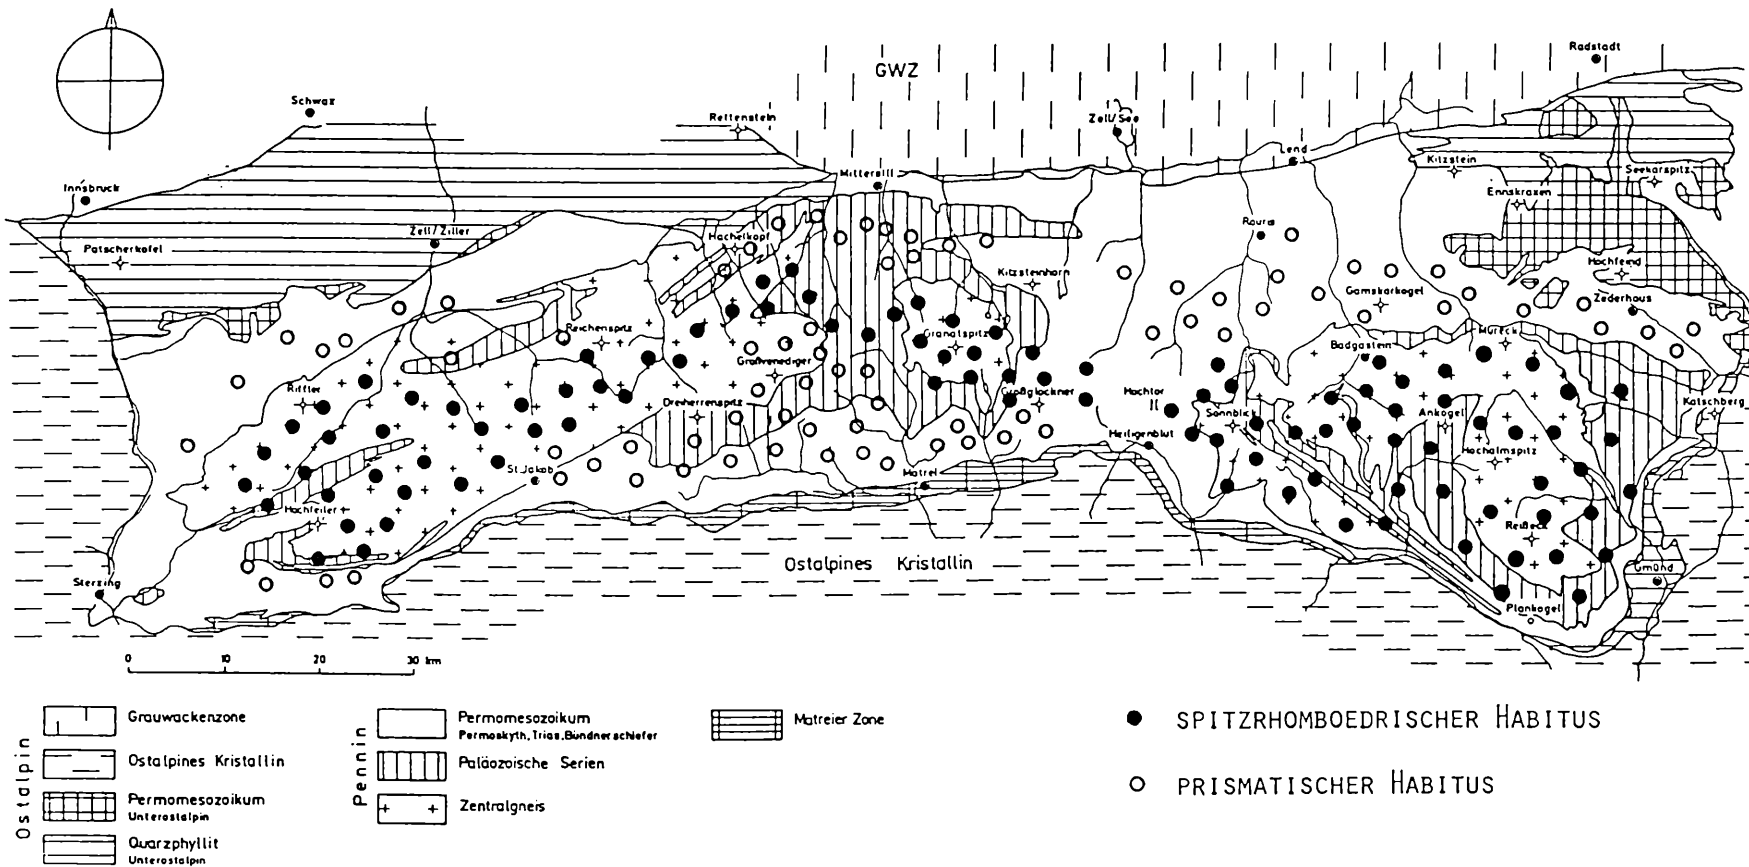 Radstadt
GWZ
Schwaz
Rettenstein
Zell/See
Lend
Kitzstein
Seekarspitz
Mittersill
Innsbruck
Ennskraxen
Rauris
Zell/Ziller
Hachelkopf
Patscherkofel
Kitzsteinhorn
Hochfeind
Gamskarkogel
Zederhaus
Reichenspitz
Granatspitz
Mureck
Badgastein
Großvenediger
Riffler
Dreiherrenspitz
Großglockner
Hochtor
Sonnblick
Ankogel
Katschberg
Heiligenblut
Hochalmspitz
St. Jakob
Matrei
Hochfeiler
Reißeck
Ostalpines Kristallin
Gmünd
Sterzing
Plankogel
0 10 20 30 km
Ostalpin
Grauwackenzone
Ostalpines Kristallin
Permomesozoikum
Unterostalpin
Quarzphyllit
Unterostalpin
Pennin
Permomesozoikum
Permoskyth, Trias, Bündnerschiefer
Paläozoische Serien
Zentralgneis
Matreier Zone
SPITZRHOMBOEDRISCHER HABITUS
PRISMATISCHER HABITUS